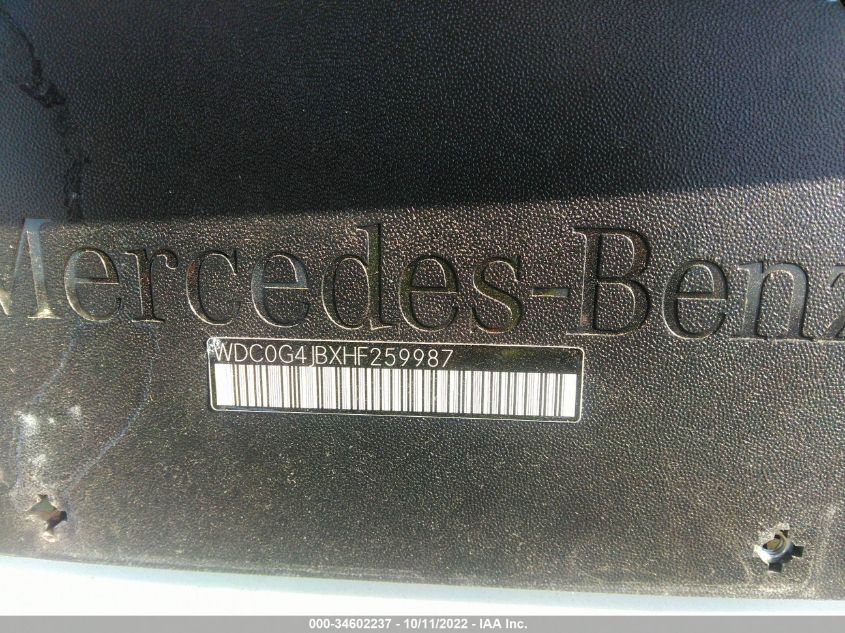 Mercedes-Benz
WDC0G4JBXHF259987
000-34602237 - 10/11/2022 - IAA Inc.